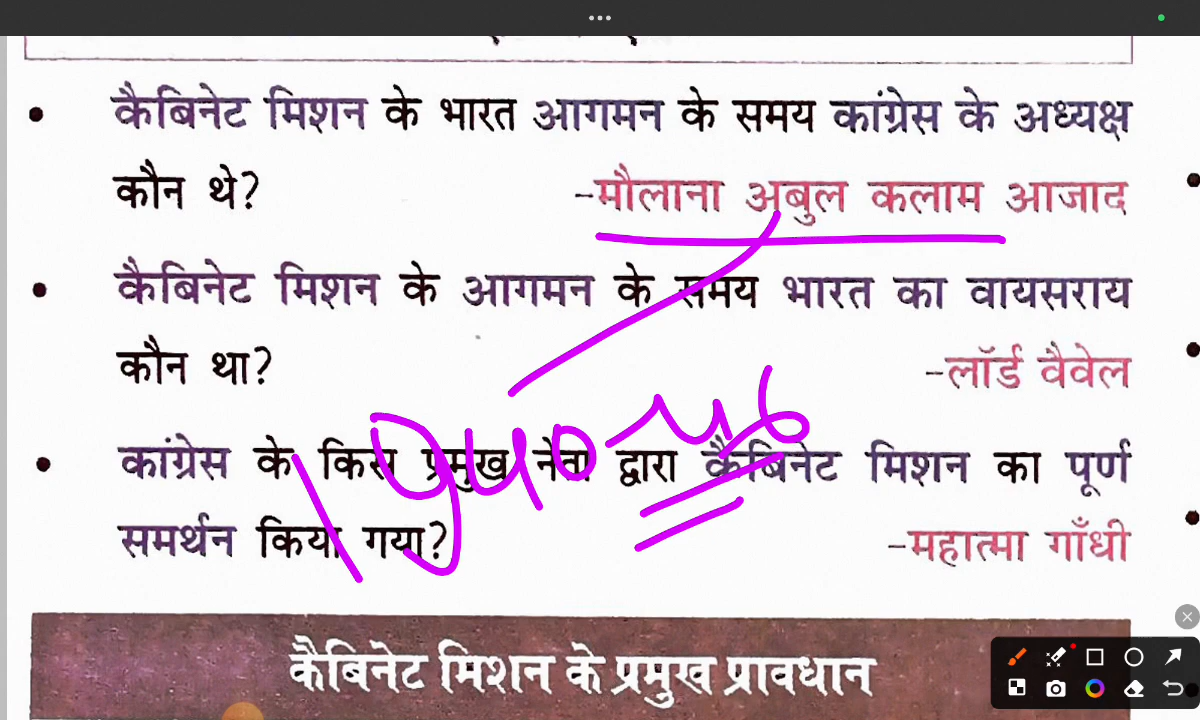 कैबिनेट मिशन के भारत आगमन के समय कांग्रेस के अध्यक्ष
कौन थे? -मौलाना अबुल कलाम आजाद
कैबिनेट मिशन के आगमन के समय भारत का वायसराय
कौन था? -लॉर्ड वैवेल
1940-46
कांग्रेस के किस प्रमुख नेता द्वारा कैबिनेट मिशन का पूर्ण
समर्थन किया गया? -महात्मा गाँधी
कैबिनेट मिशन के प्रमुख प्रावधान